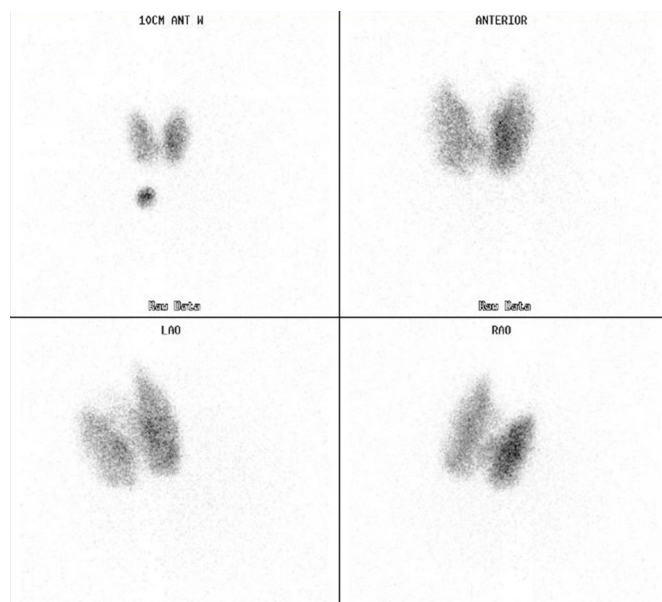 10CM ANT W
ANTERIOR
Raw Data
Raw Data
LAO
RAO